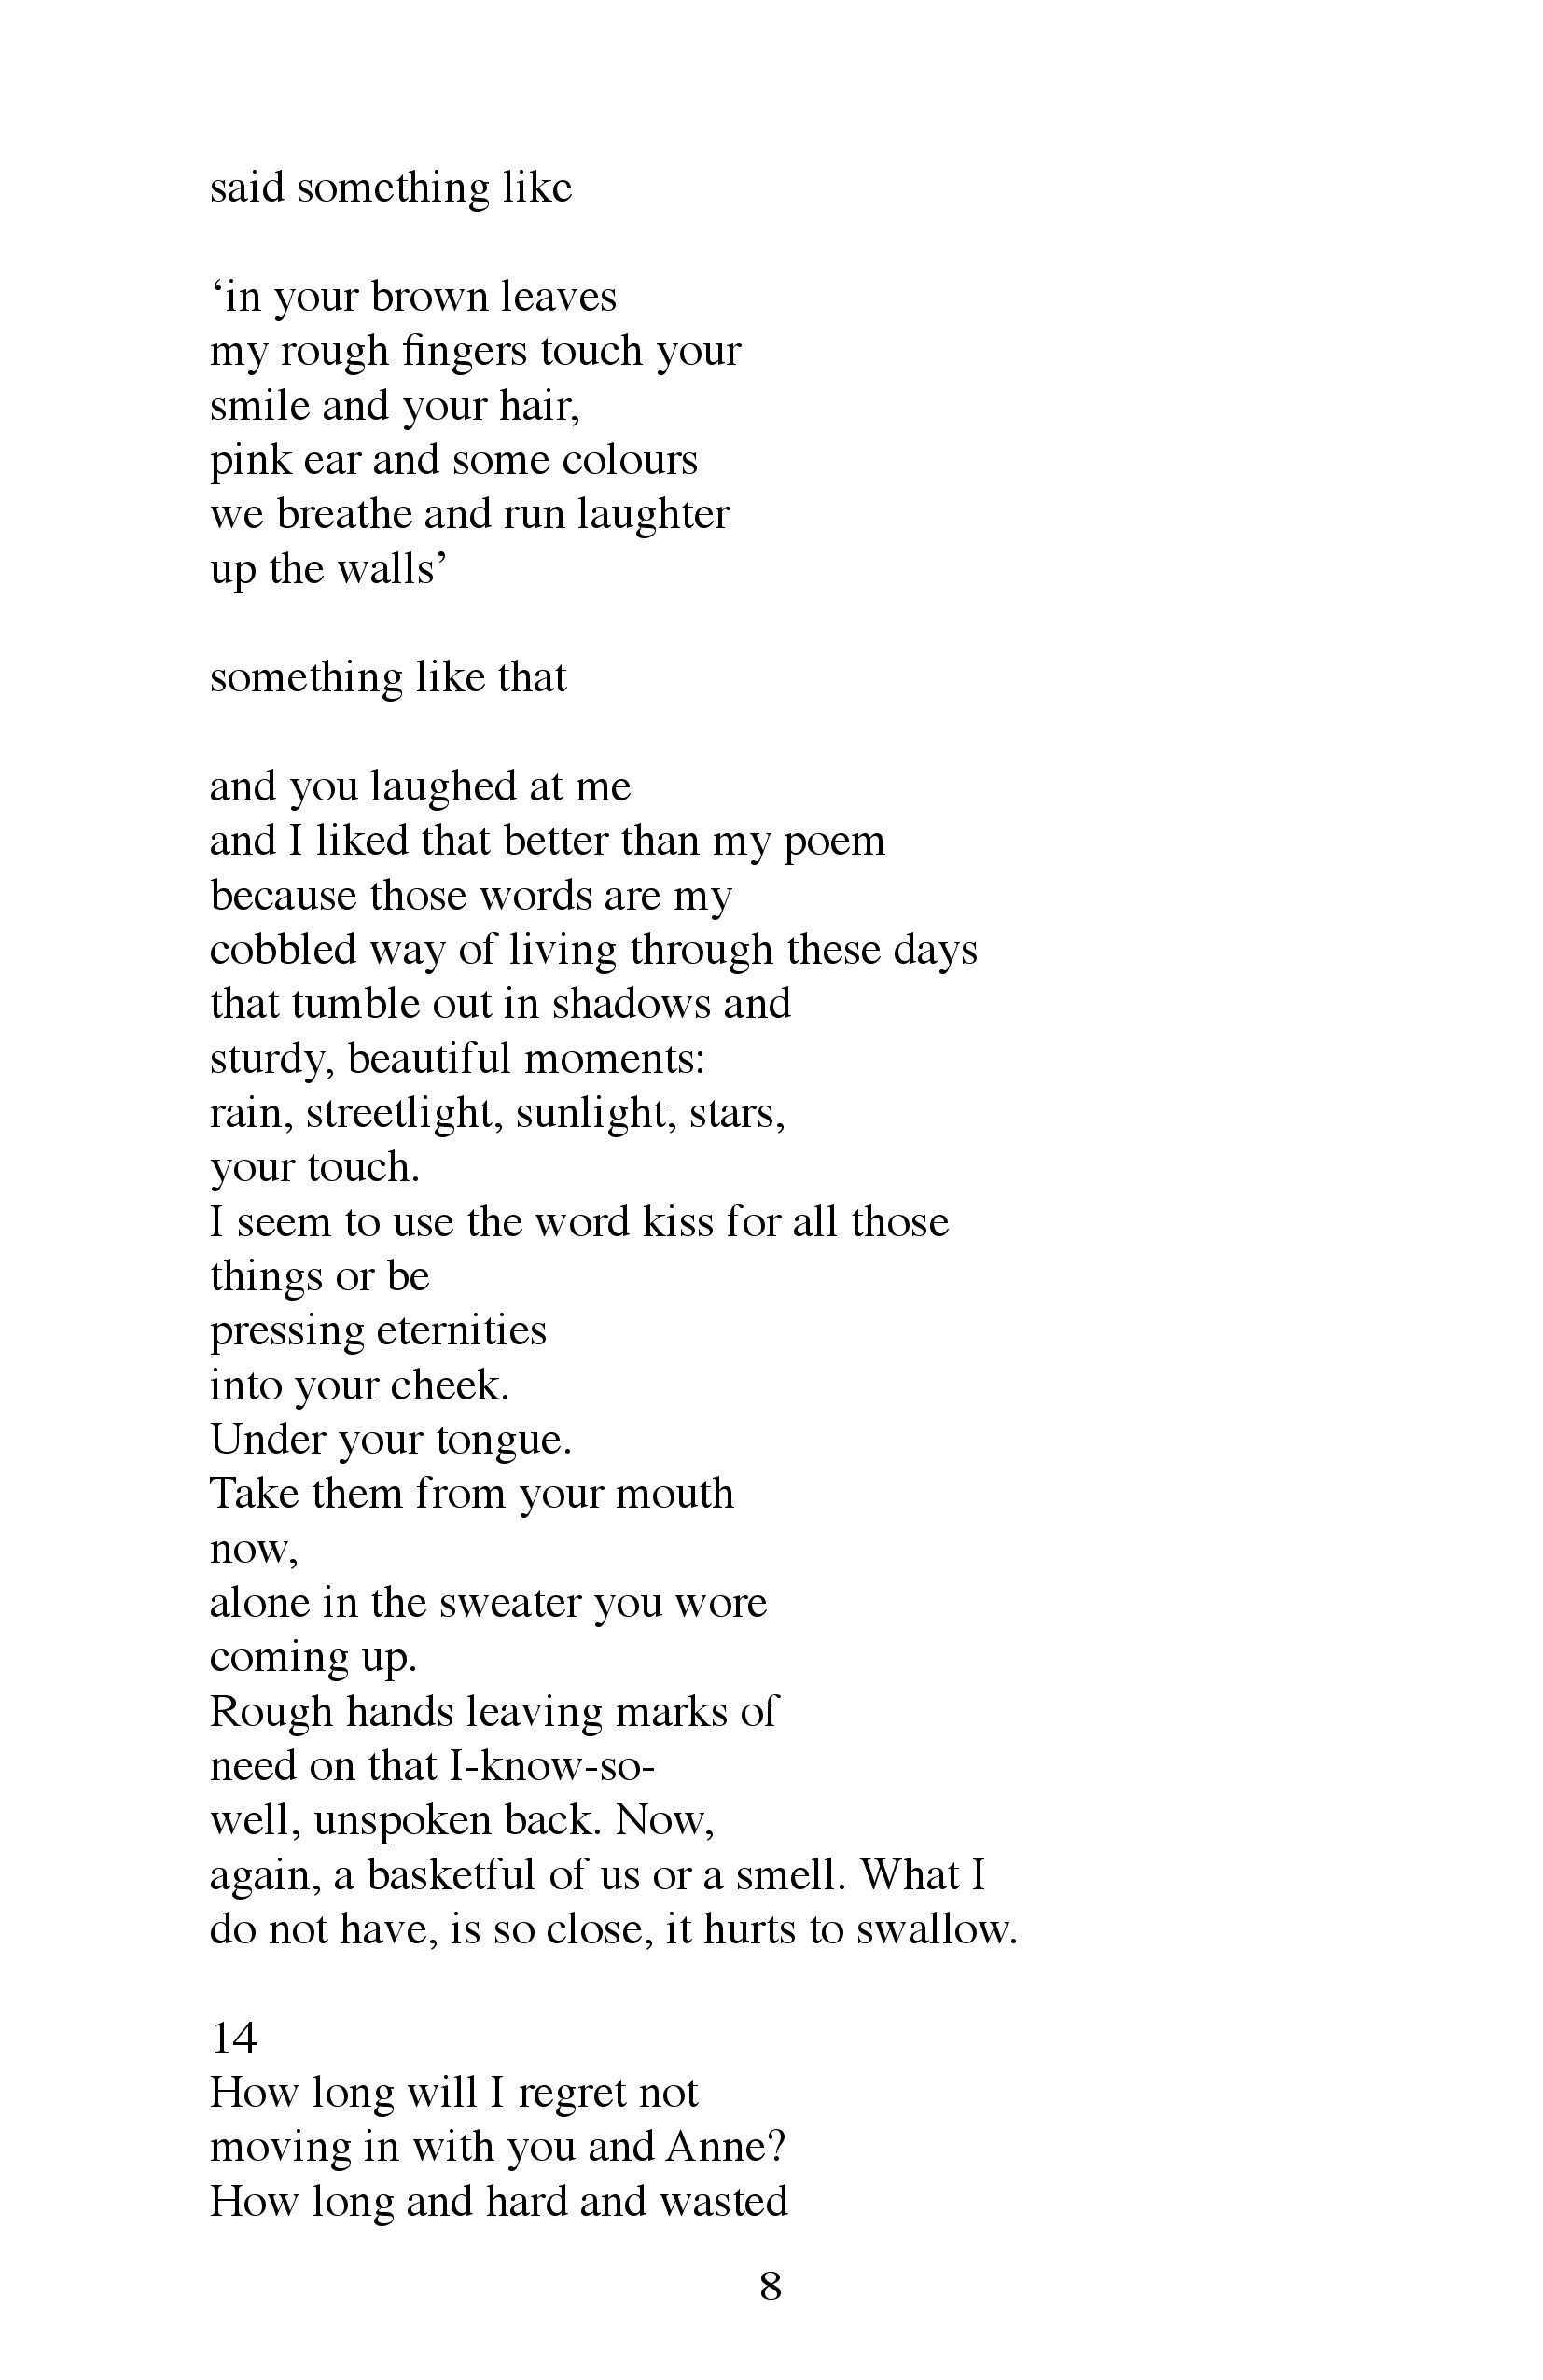 said something like
‘in your brown leaves
my rough fingers touch your
smile and your hair,
pink ear and some colours
we breathe and run laughter
up the walls’
something like that
and you laughed at me
and I liked that better than my poem
because those words are my
cobbled way of living through these days
that tumble out in shadows and
sturdy, beautiful moments:
rain, streetlight, sunlight, stars,
your touch.
I seem to use the word kiss for all those
things or be
pressing eternities
into your cheek.
Under your tongue.
Take them from your mouth
now,
alone in the sweater you wore
coming up.
Rough hands leaving marks of
need on that I-know-so-
well, unspoken back. Now,
again, a basketful of us or a smell. What I
do not have, is so close, it hurts to swallow.
14
How long will I regret not
moving in with you and Anne?
How long and hard and wasted
8